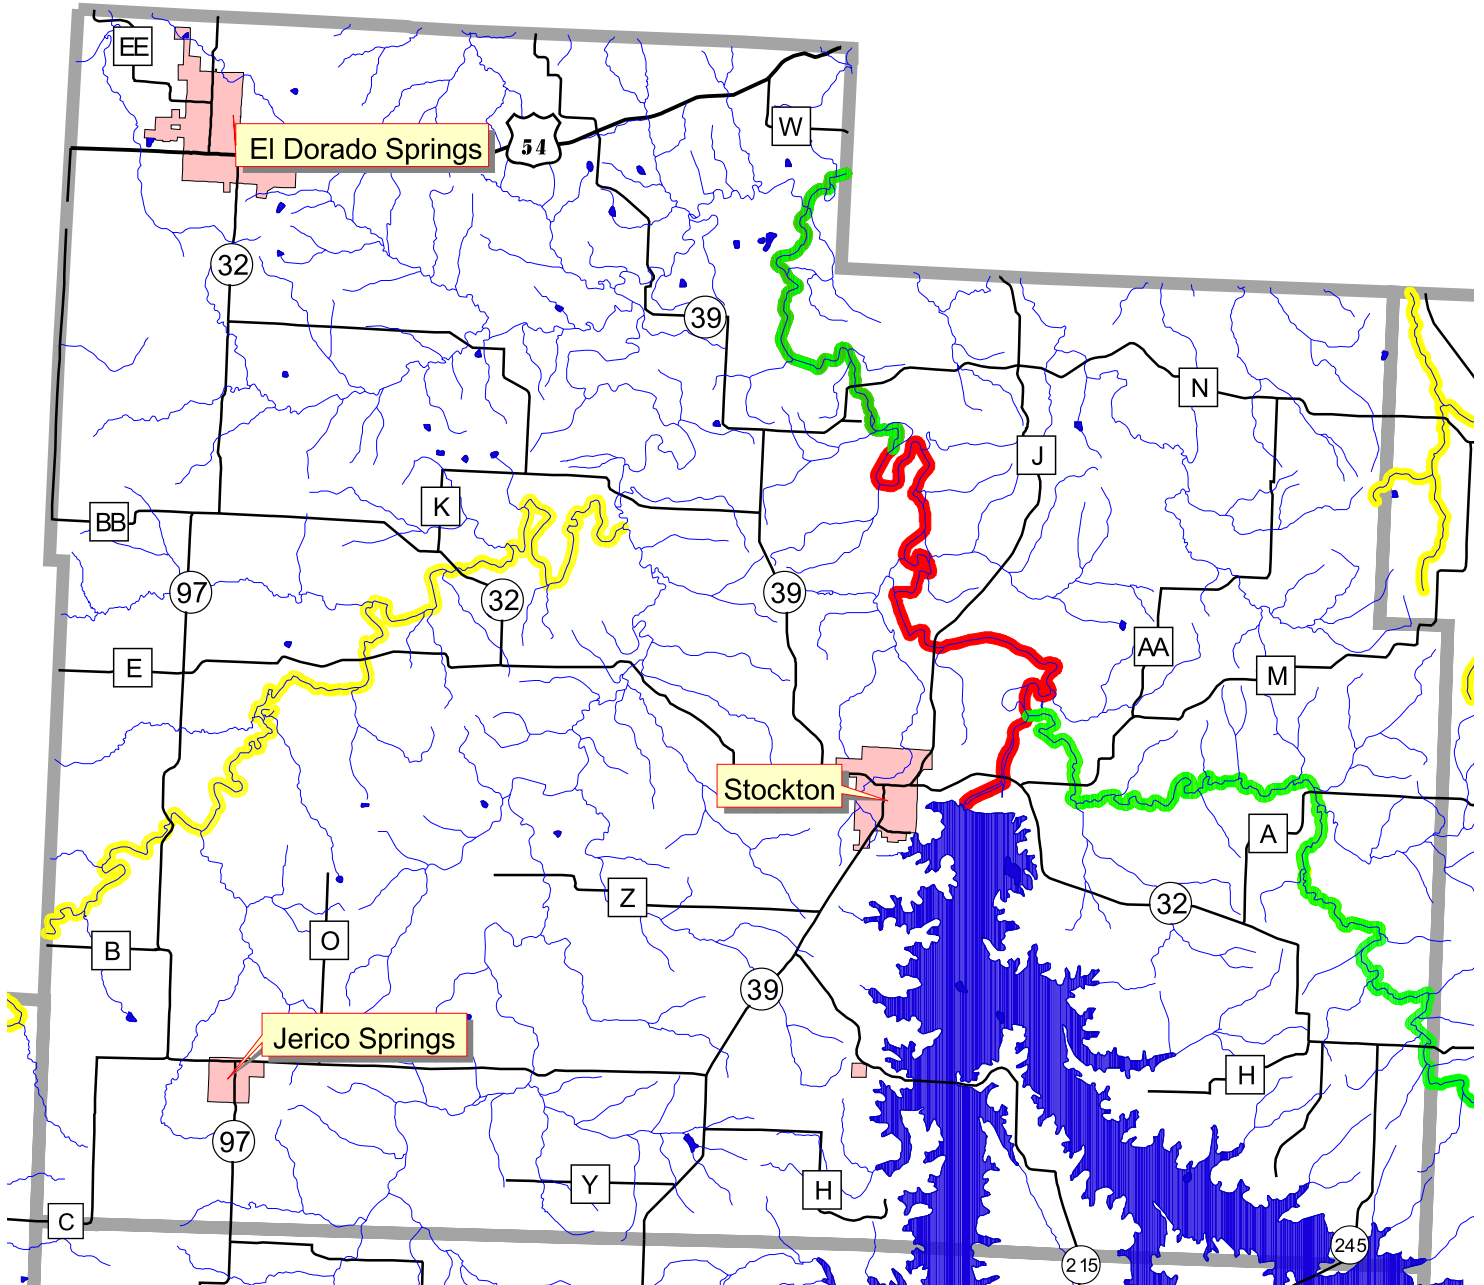 EE
W
El Dorado Springs
54
32
39
N
J
K
BB
97
32
39
AA
E
M
Stockton
A
Z
32
O
B
39
Jerico Springs
H
97
Y
H
C
245
215